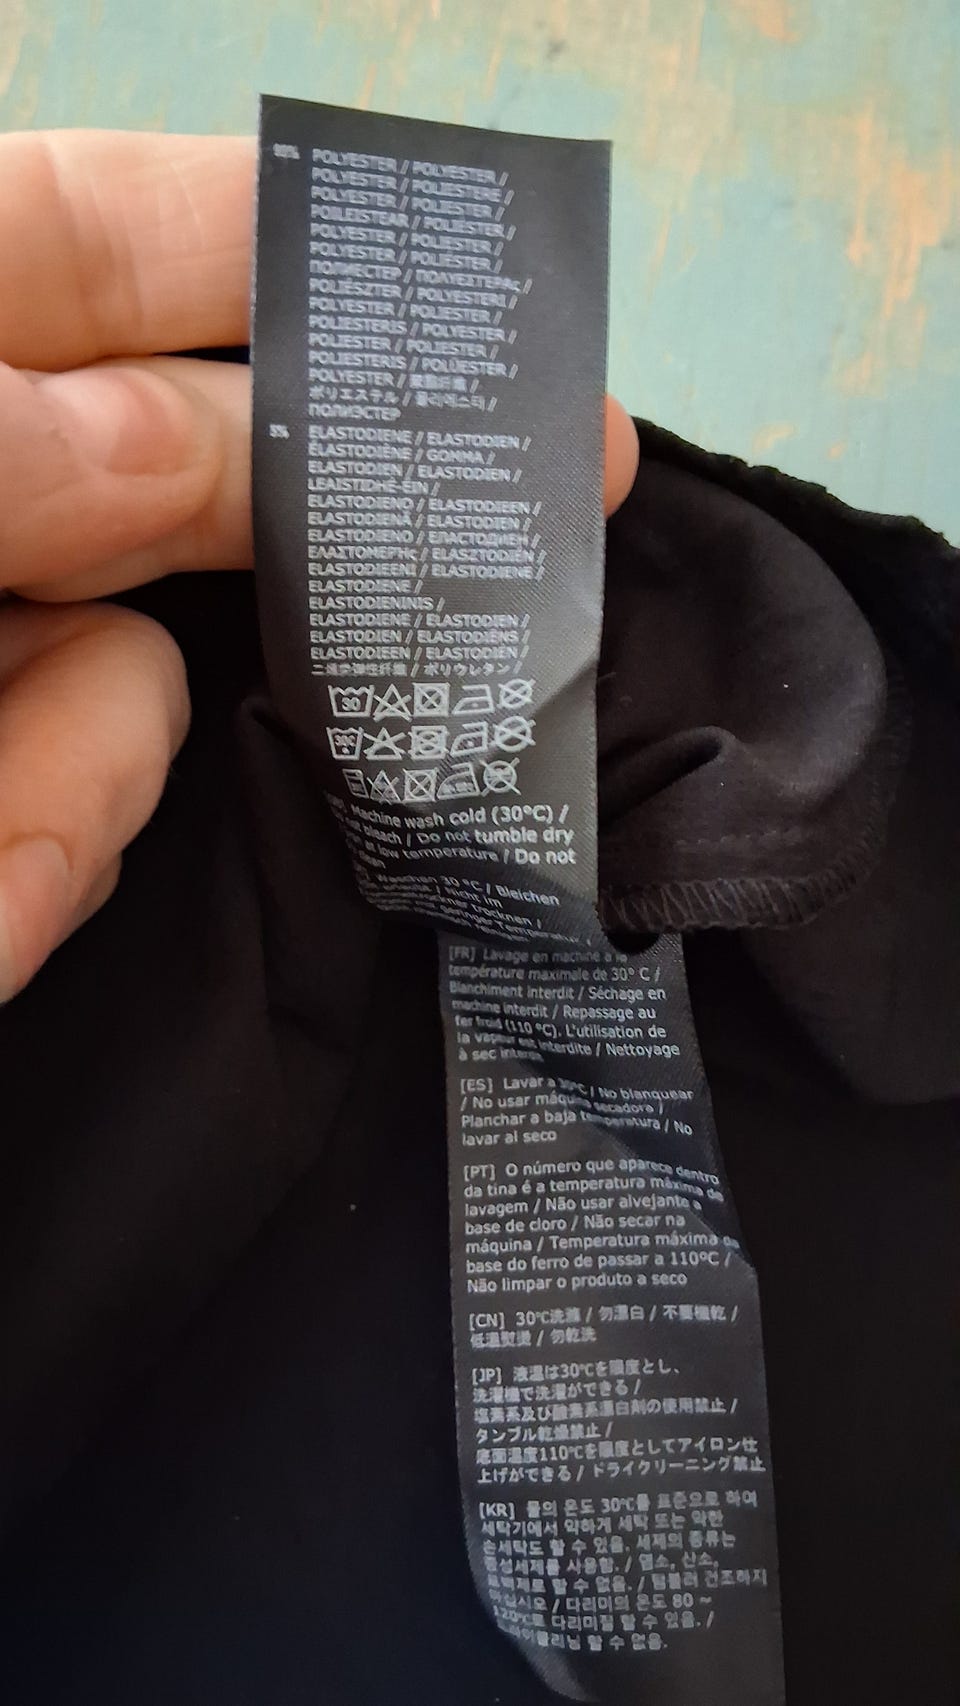 POLYESTER / POLYESTER /
POLYESTER / POLIESTERE /
POLYESTER / POLIESTER /
POILEISTEAR / POLIÉSTER /
POLYESTER / POLIESTER /
POLYESTER / POLIÉSTER /
ПОЛИЕСТЕР / ΠΟΛΥΕΣΤΕΡΑς /
POLIÉSZTER / POLYESTERI /
POLYESTER / POLJESTER /
POLIESTERIS / POLYESTER /
POLIESTER / POLIESTER /
POLIESTERIS / POLÜESTER /
POLYESTER / 聚酯纤维 /
ポリエステル / 폴리에스터 /
ПОЛИЭСТЕР
5% ELASTODIENE / ELASTODIEN /
ÉLASTODIÈNE / GOMMA /
ELASTODIEN / ELASTODIEN /
LEAISTIDHÉ-ÉIN /
ELASTODIENO / ELASTODIEEN /
ELASTODIENĂ / ELASTODIEN /
ELASTODIENO / ЕЛАСТОДИЕН /
ΕΛΑΣΤΟΜΕΡΗς / ELASZTODIÉN /
ELASTODIEENI / ELASTODIENE /
ELASTODIENE /
ELASTODIENINIS /
ELASTODIENE / ELASTODIEN /
ELASTODIEN / ELASTODIĒNS /
ELASTODIEEN / ELASTODIEN /
二烯类弹性纤维 / ポリウレタン /
30
30C
Machine wash cold (30°C) /
bleach / Do not tumble dry
at low temperature / Do not
clean
Waschen 30 °C / Bleichen
/ Nicht im
trocknen /
geringer Temperatur /
[FR] Lavage en machine à la
température maximale de 30° C /
Blanchiment interdit / Séchage en
machine interdit / Repassage au
fer froid (110 °C). L'utilisation de
la vapeur est interdite / Nettoyage
à sec interdit
[ES] Lavar a 30ºC / No blanquear
/ No usar máquina secadora /
Planchar a baja temperatura / No
lavar al seco
[PT] O número que aparece dentro
da tina é a temperatura máxima de
lavagem / Não usar alvejante a
base de cloro / Não secar na
máquina / Temperatura máxima da
base do ferro de passar a 110ºC /
Não limpar o produto a seco
[CN] 30℃洗滌 / 勿漂白 / 不要機乾 /
低溫熨燙 / 勿乾洗
[JP] 液温は30℃を限度とし、
洗濯機で洗濯ができる /
塩素系及び酸素系漂白剤の使用禁止 /
タンブル乾燥禁止 /
底面温度110℃を限度としてアイロン仕
上げができる / ドライクリーニング禁止
[KR] 물의 온도 30℃를 표준으로 하여
세탁기에서 약하게 세탁 또는 약한
손세탁도 할 수 있음. 세제의 종류는
중성세제를 사용함. / 염소, 산소,
표백제로 할 수 없음. / 텀블러 건조하지
마십시오 / 다리미의 온도 80 ~
120℃로 다리미질 할 수 있음. /
드라이클리닝 할 수 없음.